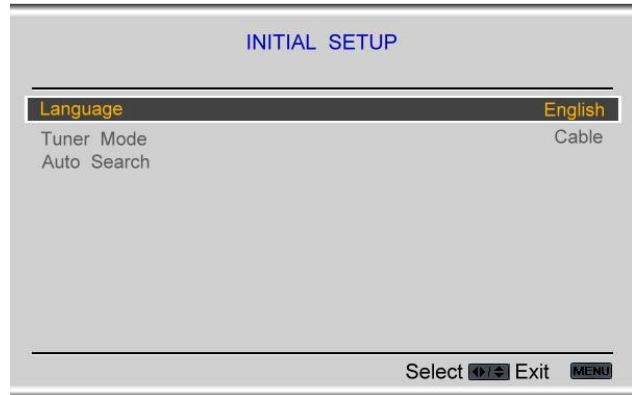 INITIAL SETUP
Language English
Tuner Mode Cable
Auto Search
Select Exit MENU